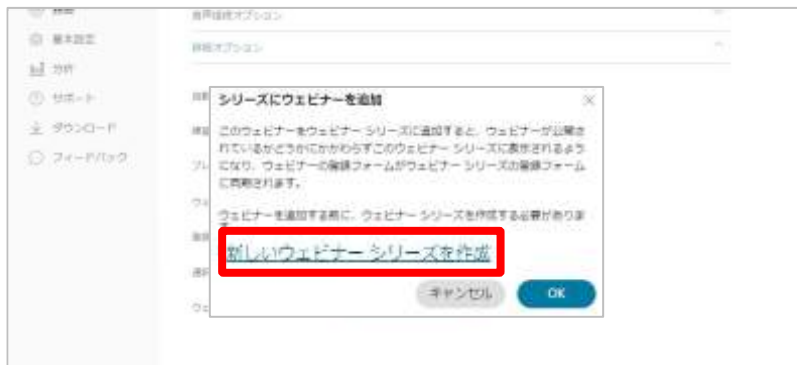 音声接続オプション
基本設定
詳細オプション
分析
サポート
ダウンロード
フィードバック
シリーズにウェビナーを追加
このウェビナーをウェビナー シリーズに追加すると、ウェビナーが公開さ
れているかどうかにかかわらずこのウェビナー シリーズに表示されるよう
になり、ウェビナーの登録フォームがウェビナー シリーズの登録フォーム
に同期されます。
ウェビナーを追加する前に、ウェビナー シリーズを作成する必要がありま
す
新しいウェビナー シリーズを作成
キャンセル
OK